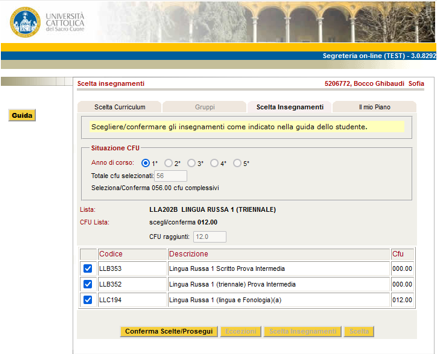 UNIVERSITÀ
CATTOLICA
del Sacro Cuore
Segreteria on-line (TEST) - 3.0.8292
Scelta insegnamenti
5206772, Bocco Ghibaudi Sofia
Guida
Scelta Curriculum
Gruppi
Scelta Insegnamenti
Il mio Piano
Scegliere/confermare gli insegnamenti come indicato nella guida dello studente.
Situazione CFU
Anno di corso: 1° 2° 3° 4° 5°
Totale cfu selezionati: 56
Seleziona/Conferma 056.00 cfu complessivi
Lista: LLA202B LINGUA RUSSA 1 (TRIENNALE)
CFU Lista: scegli/conferma 012.00
CFU raggiunti: 12.0
Codice Descrizione Cfu
LLB353 Lingua Russa 1 Scritto Prova Intermedia 000.00
LLB352 Lingua Russa 1 (triennale) Prova Intermedia 000.00
LLC194 Lingua Russa 1 (lingua e Fonologia)(a) 012.00
Conferma Scelte/Prosegui
Eccezioni
Scelta Insegnamenti
Scelte